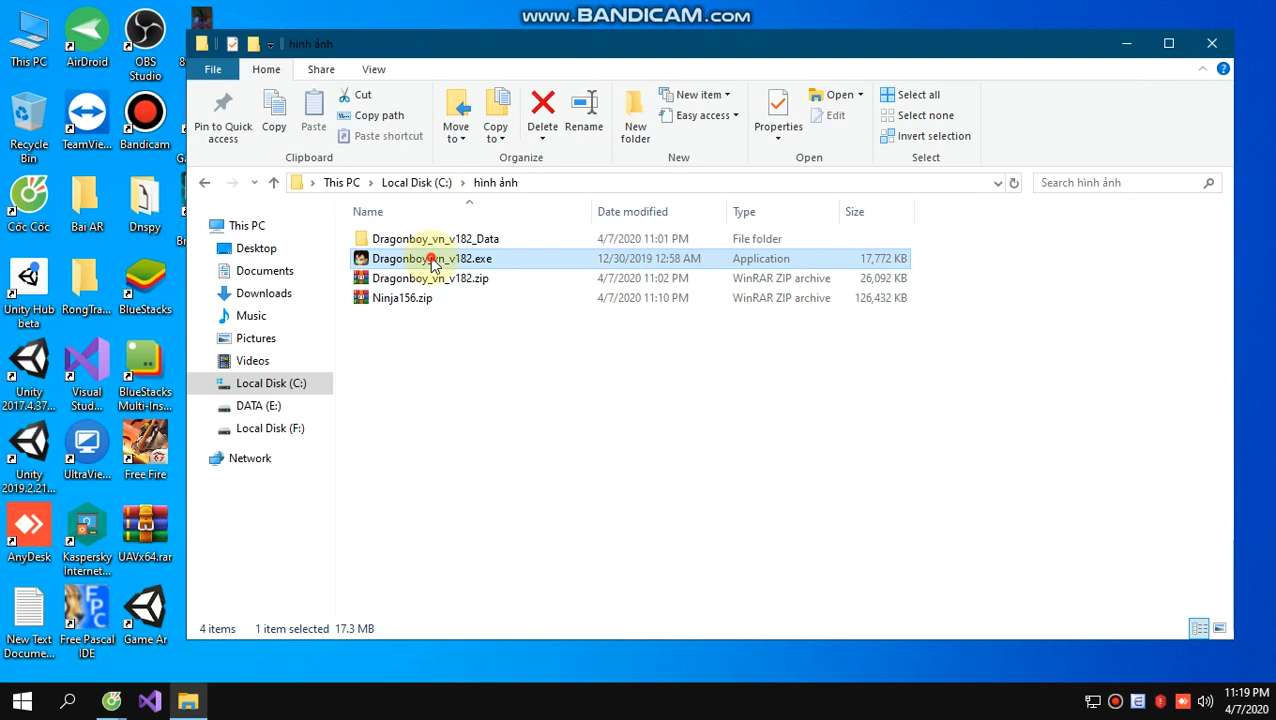 www.BANDICAM.com
This PC
AirDroid
OBS
Studio
hình ảnh
File
Home
Share
View
Pin to Quick
access
Copy
Paste
Cut
Copy path
Paste shortcut
Clipboard
Move
to
Copy
to
Delete
Rename
Organize
New
folder
New item
Easy access
New
Properties
Open
Edit
Open
Select all
Select none
Invert selection
Select
This PC
Local Disk (C:)
hình ảnh
Search hình ảnh
Name
Date modified
Type
Size
Dragonboy_vn_v182_Data
4/7/2020 11:01 PM
File folder
Dragonboy_vn_v182.exe
12/30/2019 12:58 AM
Application
17,772 KB
Dragonboy_vn_v182.zip
4/7/2020 11:02 PM
WinRAR ZIP archive
26,092 KB
Ninja156.zip
4/7/2020 11:10 PM
WinRAR ZIP archive
126,432 KB
This PC
Desktop
Documents
Downloads
Music
Pictures
Videos
Local Disk (C:)
DATA (E:)
Local Disk (F:)
Network
4 items
1 item selected
17.3 MB
Recycle
Bin
TeamVie...
Bandicam
Cốc Cốc
Bai AR
Dnspy
Unity Hub
beta
RongTra...
BlueStacks
Unity
2017.4.37...
Visual
Stud...
BlueStacks
Multi-Ins...
Unity
2019.2.21...
UltraVie...
Free Fire
AnyDesk
Kaspersky
Internet...
UAVx64.rar
New Text
Docume...
Free Pascal
IDE
Game Ar
11:19 PM
4/7/2020